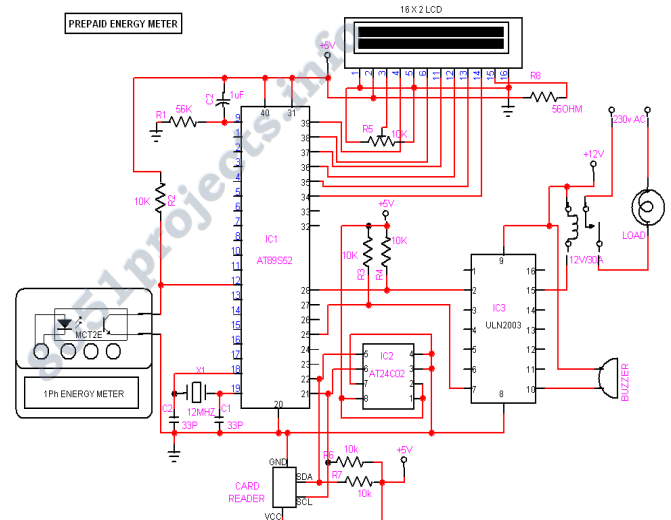 PREPAID ENERGY METER
16 X 2 LCD
+5V
1 2 3 4 5 6 11 12 13 14 15 16
R8
56OHM
C3
1uF
R1
56K
R5
10K
230v AC
+12V
LOAD
12V/30A
40
31
9
1
2
3
4
5
6
7
8
10
11
12
13
14
15
16
17
18
19
39
38
37
36
35
34
33
32
28
27
26
25
24
23
22
21
20
IC1
AT89S52
10K
R2
+5V
10K
R3
10K
R4
9
1
2
3
4
5
6
7
8
16
15
14
13
12
11
10
IC3
ULN2003
BUZZER
IC2
AT24C02
5
6
7
8
4
3
2
1
MCT2E
1Ph ENERGY METER
X1
12MHZ
C2
33P
C1
33P
GND
SDA
SCL
VCC
CARD
READER
R6
10k
R7
10k
+5V
8051projects.info